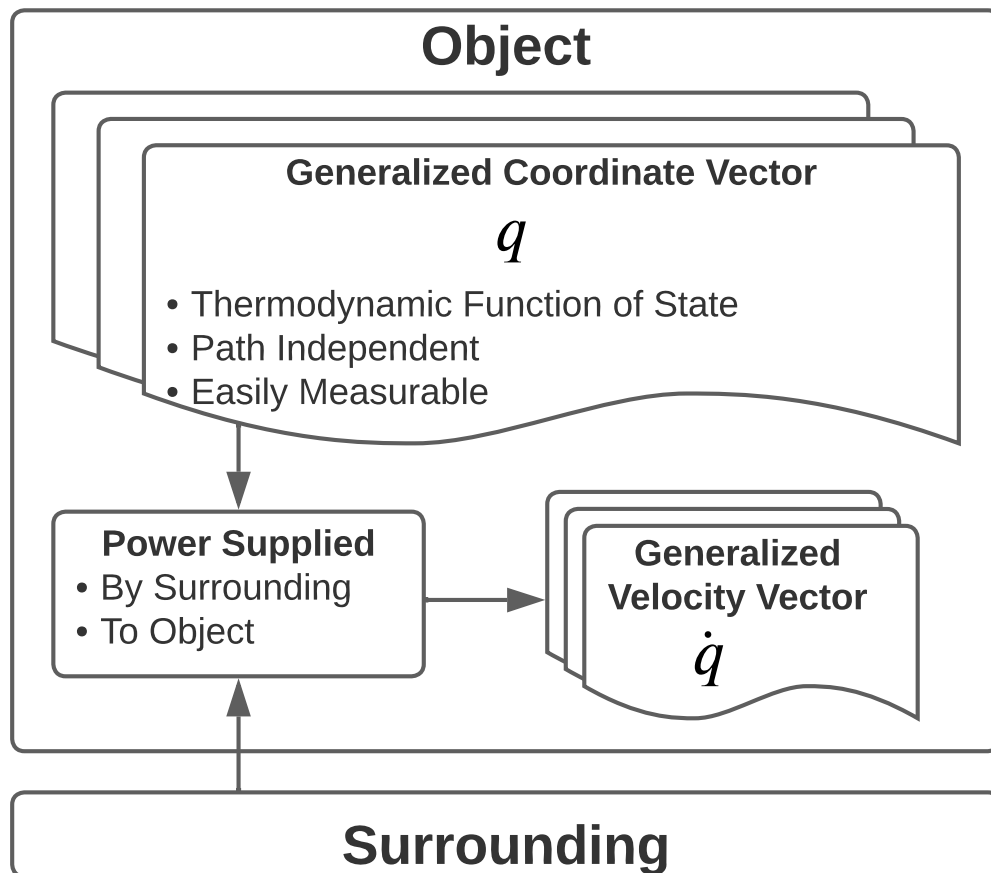 Object
Generalized Coordinate Vector
q
• Thermodynamic Function of State
• Path Independent
• Easily Measurable
Power Supplied
• By Surrounding
• To Object
Generalized
Velocity Vector
q̇
Surrounding